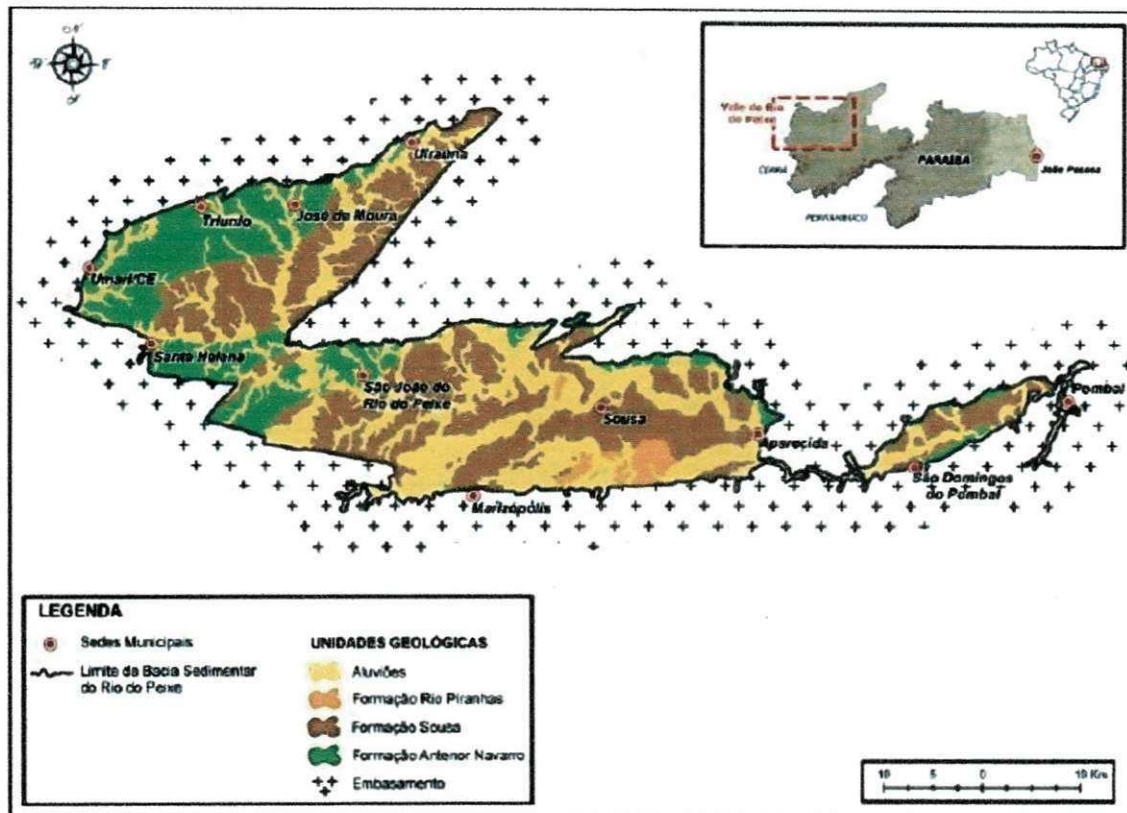 Vale do Rio
do Peixe
CEARÁ
PARAÍBA
João Pessoa
PERNAMBUCO
Uiraúna
Triunfo
José de Moura
Umari/CE
Santa Helena
São João do
Rio do Peixe
Sousa
Aparecida
Pombal
São Domingos
do Pombal
Marizópolis
LEGENDA
Sedes Municipais
Limite da Bacia Sedimentar
do Rio do Peixe
UNIDADES GEOLÓGICAS
Aluviões
Formação Rio Piranhas
Formação Sousa
Formação Antenor Navarro
Embasamento
10 5 0 10 Km